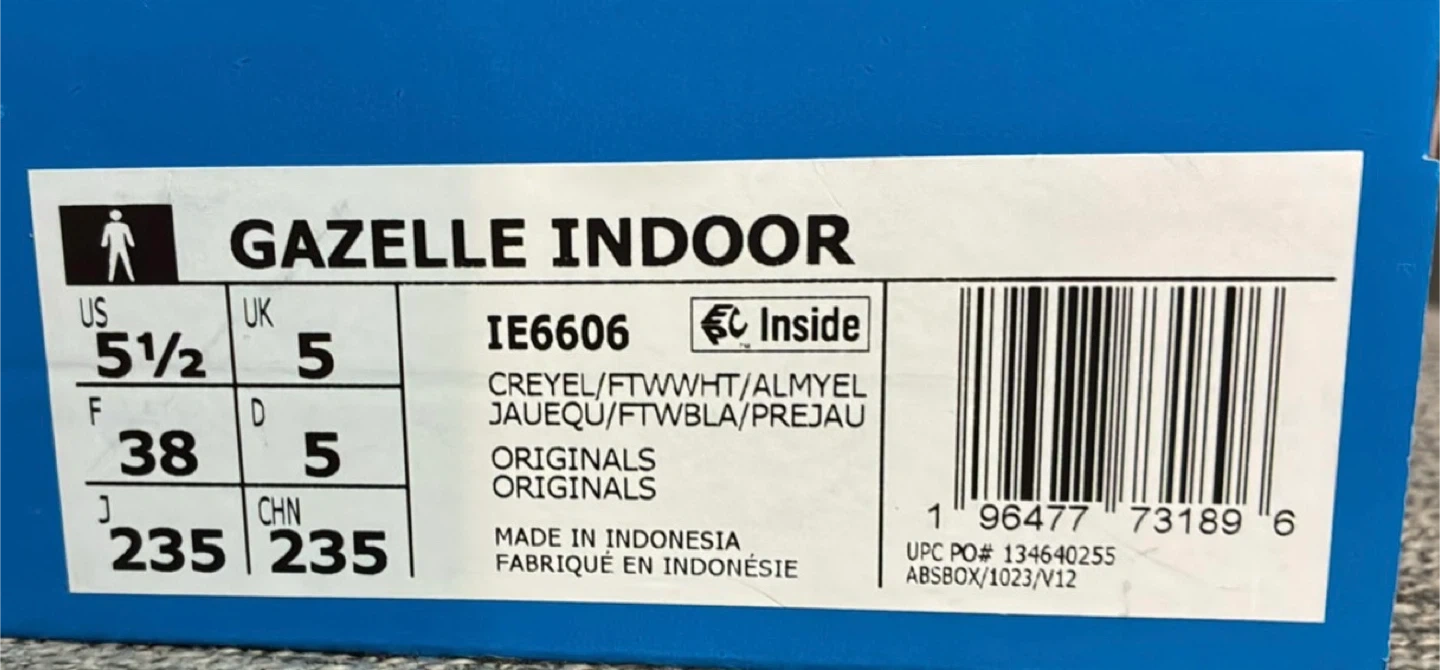 GAZELLE INDOOR
US 5½ UK 5
F 38 D 5
J 235 CHN 235
IE6606 Inside
CREYEL/FTWWHT/ALMYEL
JAUEQU/FTWBLA/PREJAU
ORIGINALS
ORIGINALS
MADE IN INDONESIA
FABRIQUÉ EN INDONÉSIE
1 96477 73189 6
UPC PO# 134640255
ABSBOX/1023/V12